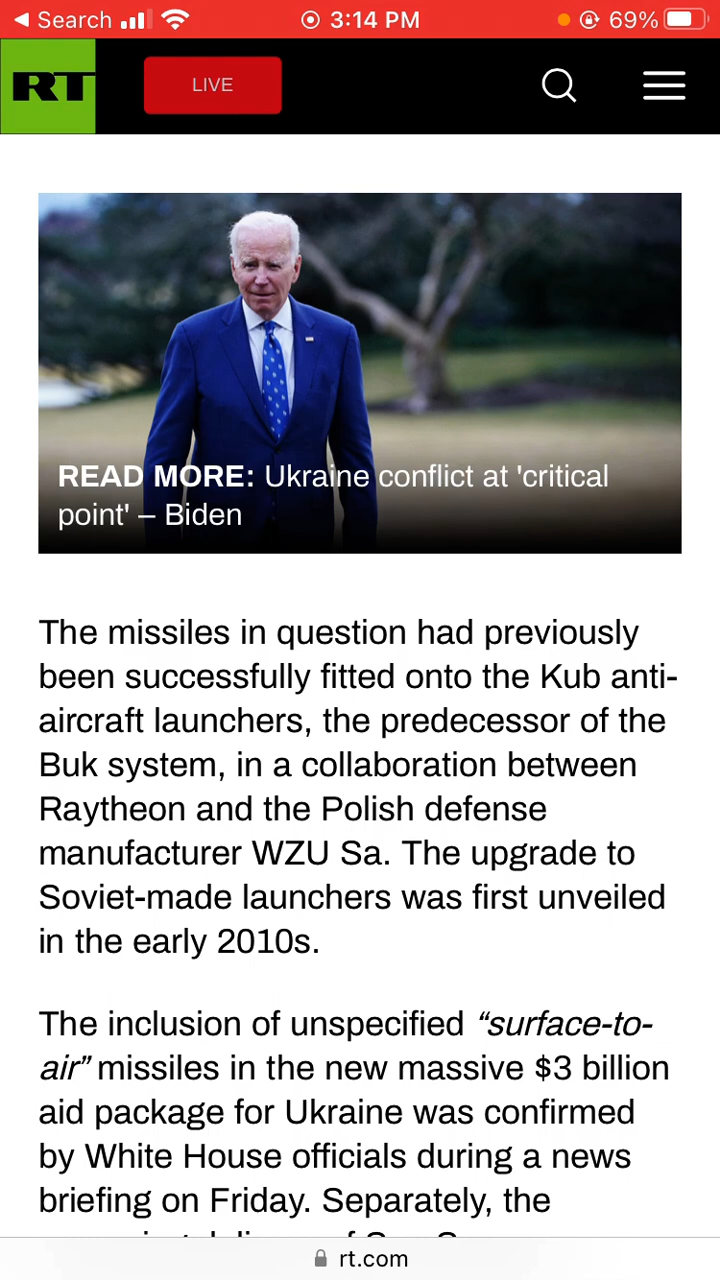 Search
3:14 PM
69%
RT
LIVE
READ MORE: Ukraine conflict at 'critical
point' – Biden
The missiles in question had previously
been successfully fitted onto the Kub anti-
aircraft launchers, the predecessor of the
Buk system, in a collaboration between
Raytheon and the Polish defense
manufacturer WZU Sa. The upgrade to
Soviet-made launchers was first unveiled
in the early 2010s.
The inclusion of unspecified “surface-to-
air” missiles in the new massive $3 billion
aid package for Ukraine was confirmed
by White House officials during a news
briefing on Friday. Separately, the
rt.com